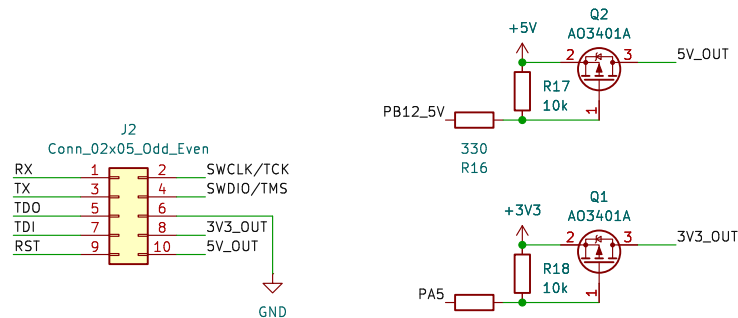 J2
Conn_02x05_Odd_Even
RX 1 2 SWCLK/TCK
TX 3 4 SWDIO/TMS
TDO 5 6
TDI 7 8 3V3_OUT
RST 9 10 5V_OUT
GND
Q2
+5V AO3401A
2 3 5V_OUT
R17
10k
PB12_5V 1
330
R16
Q1
+3V3 AO3401A
2 3 3V3_OUT
R18
10k
PA5 1